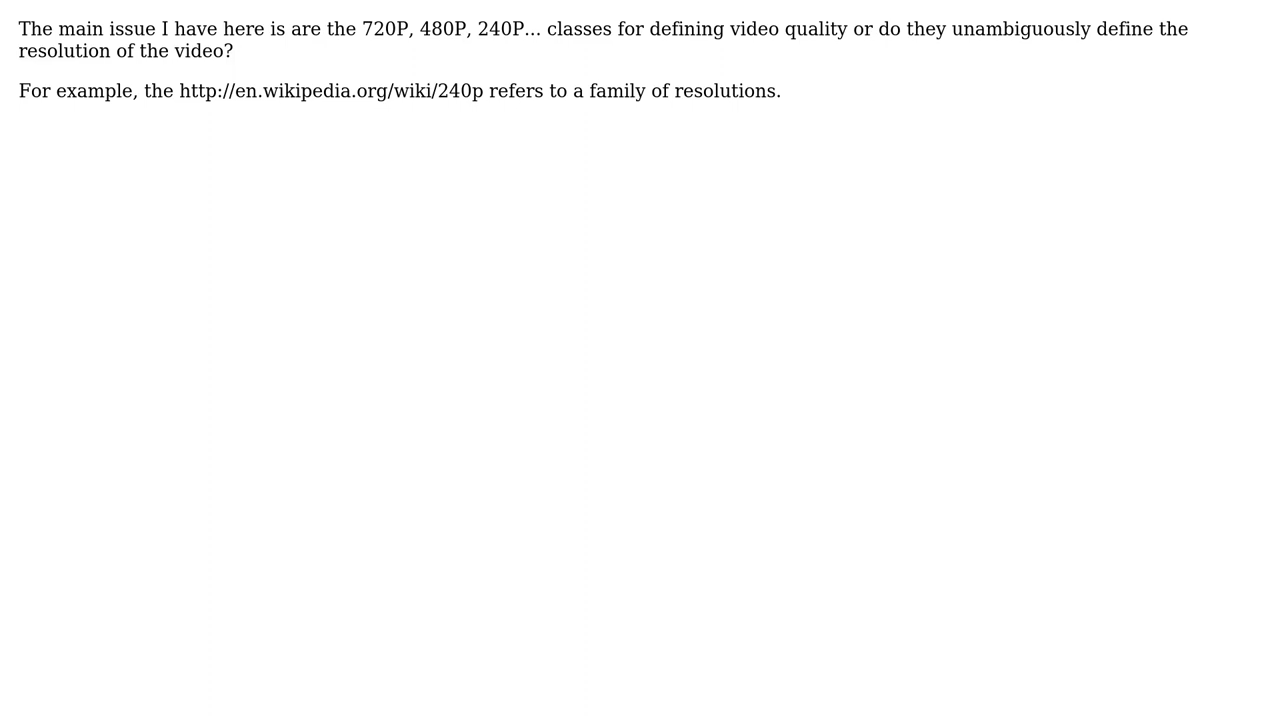 The main issue I have here is are the 720P, 480P, 240P... classes for defining video quality or do they unambiguously define the
resolution of the video?
For example, the http://en.wikipedia.org/wiki/240p refers to a family of resolutions.